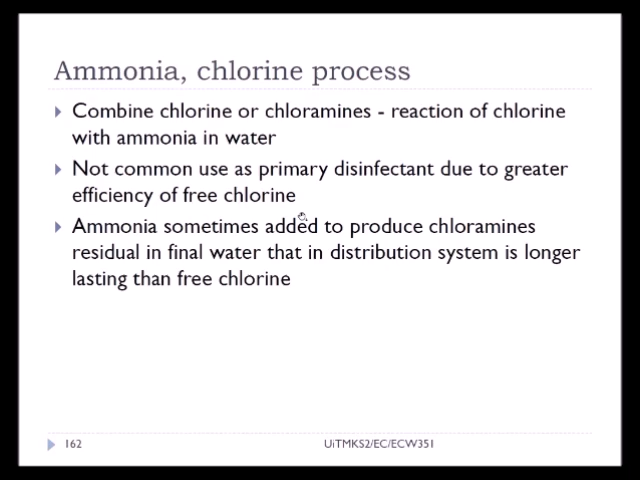 Ammonia, chlorine process
Combine chlorine or chloramines - reaction of chlorine
with ammonia in water
Not common use as primary disinfectant due to greater
efficiency of free chlorine
Ammonia sometimes added to produce chloramines
residual in final water that in distribution system is longer
lasting than free chlorine
162
UiTMKS2/EC/ECW351